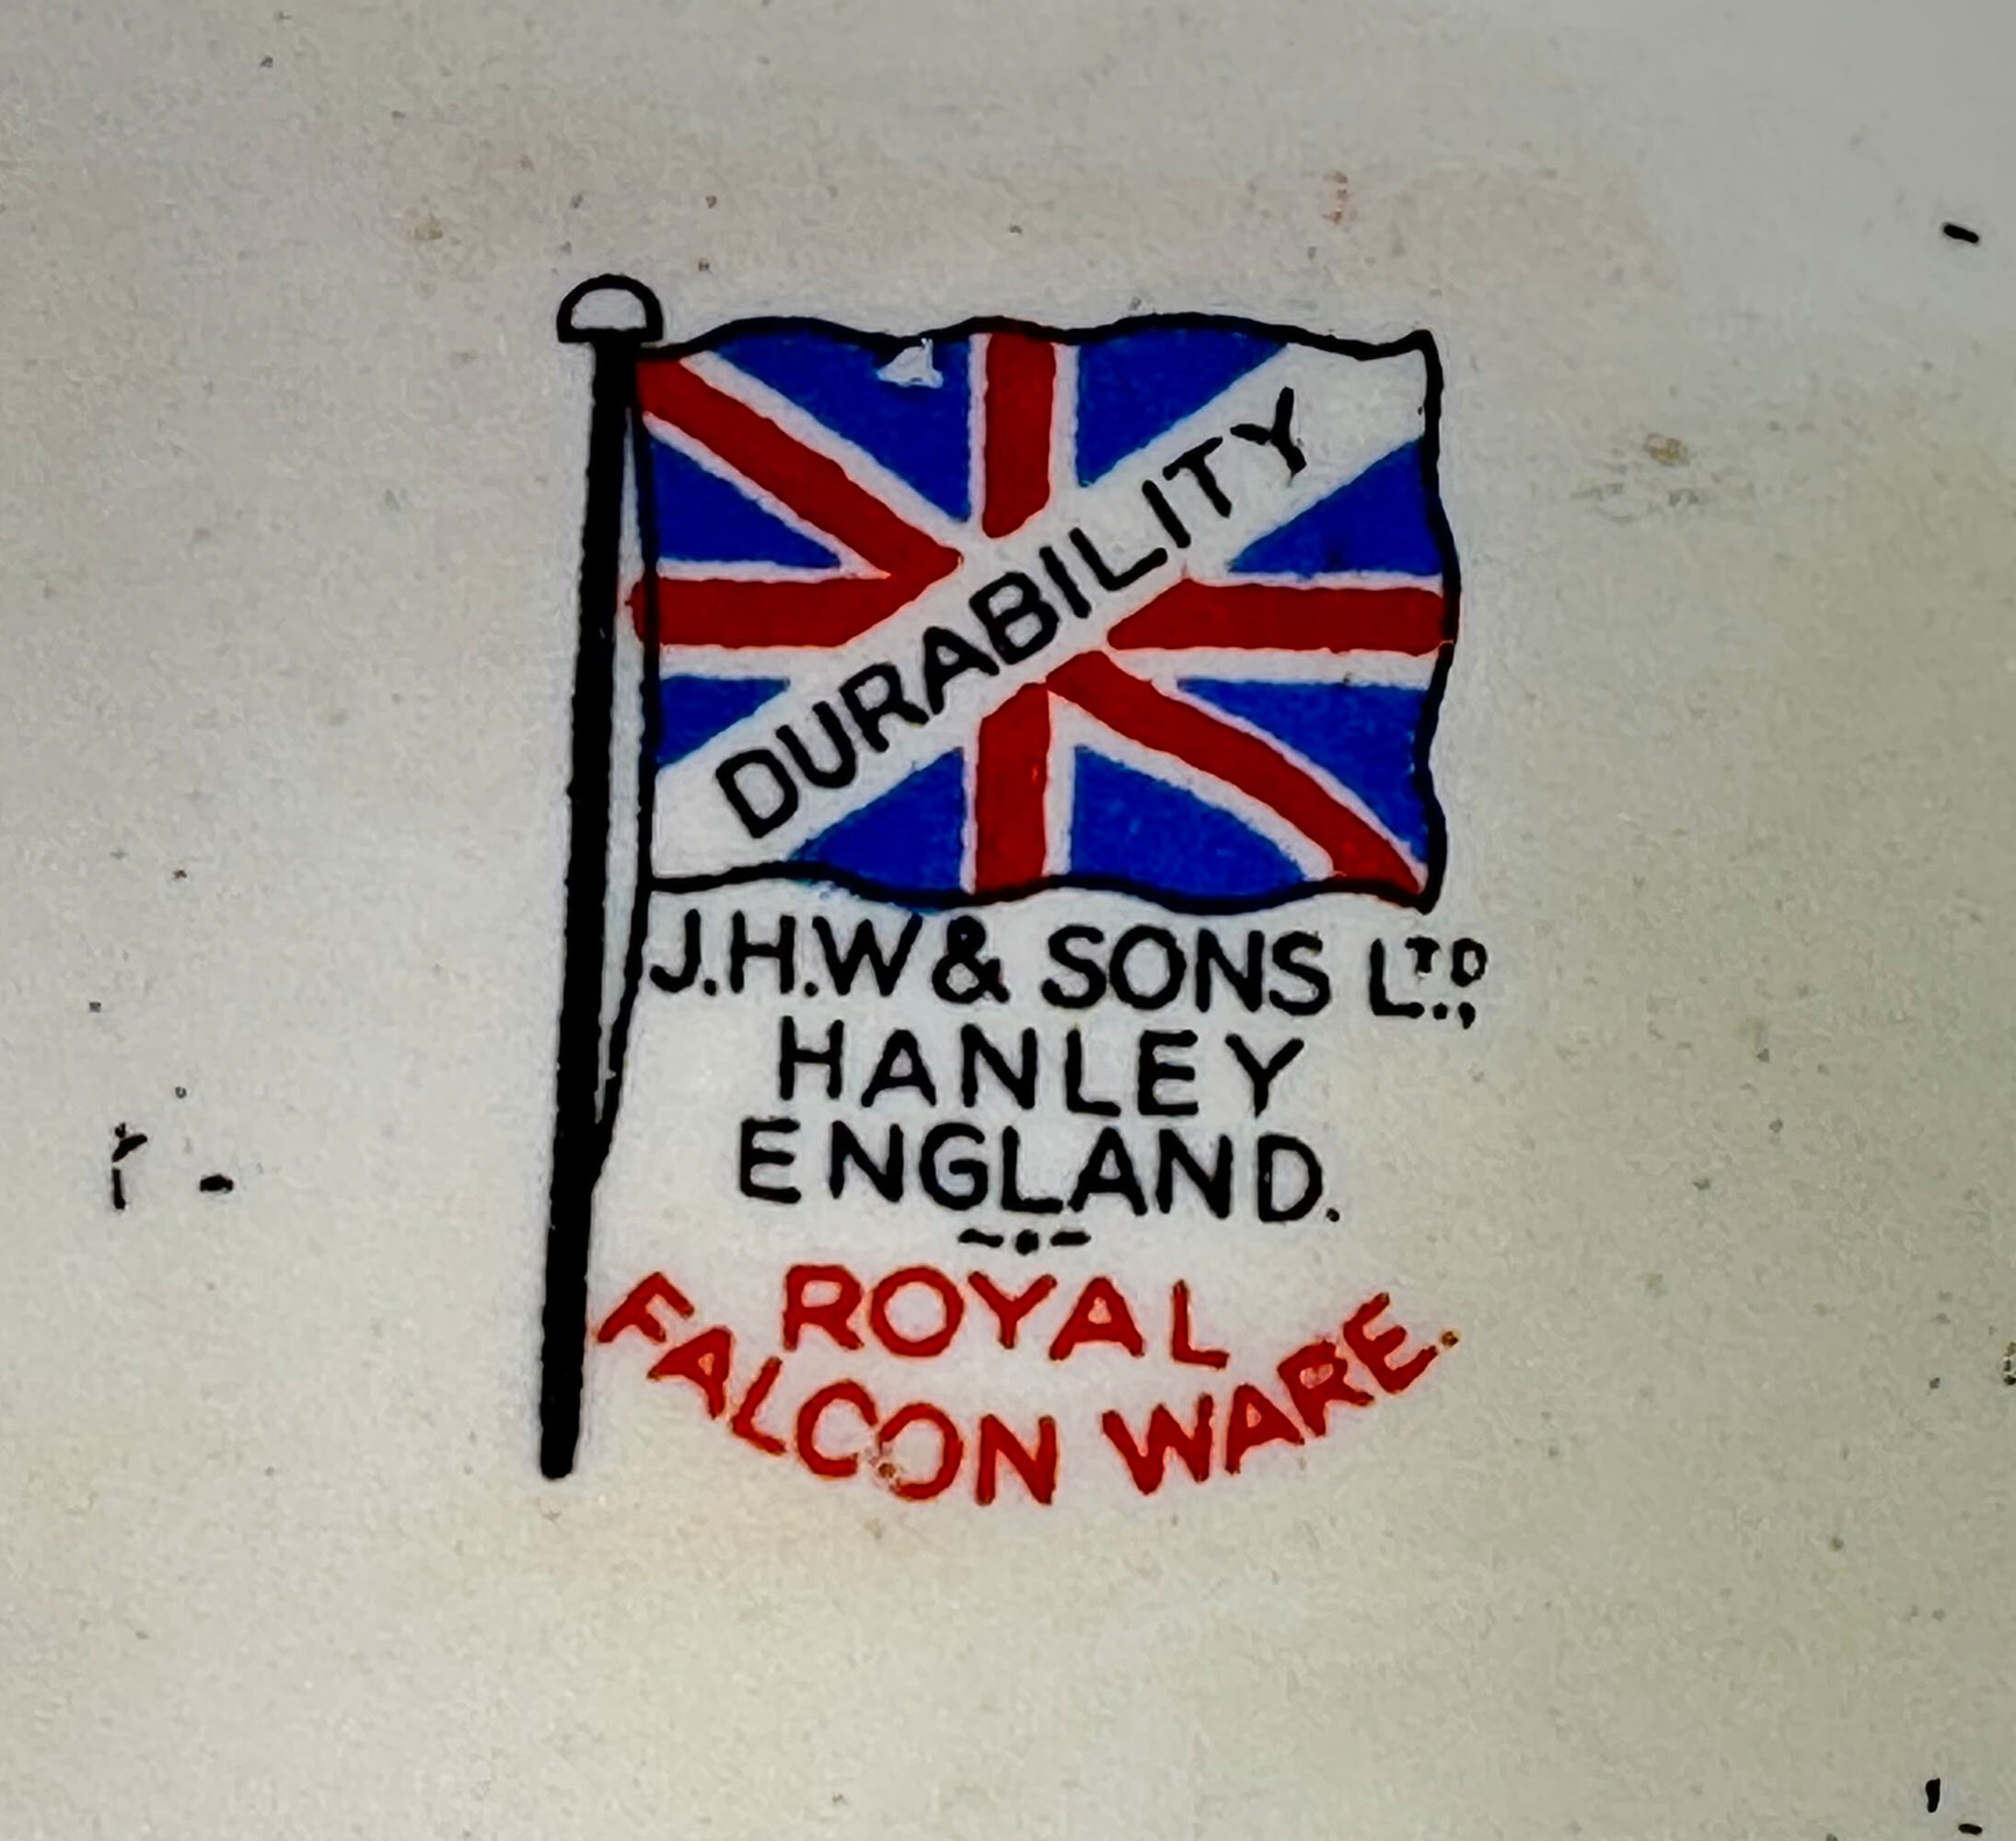 DURABILITY
J.H.W & SONS LTD.,
HANLEY
ENGLAND.
ROYAL
FALCON WARE.